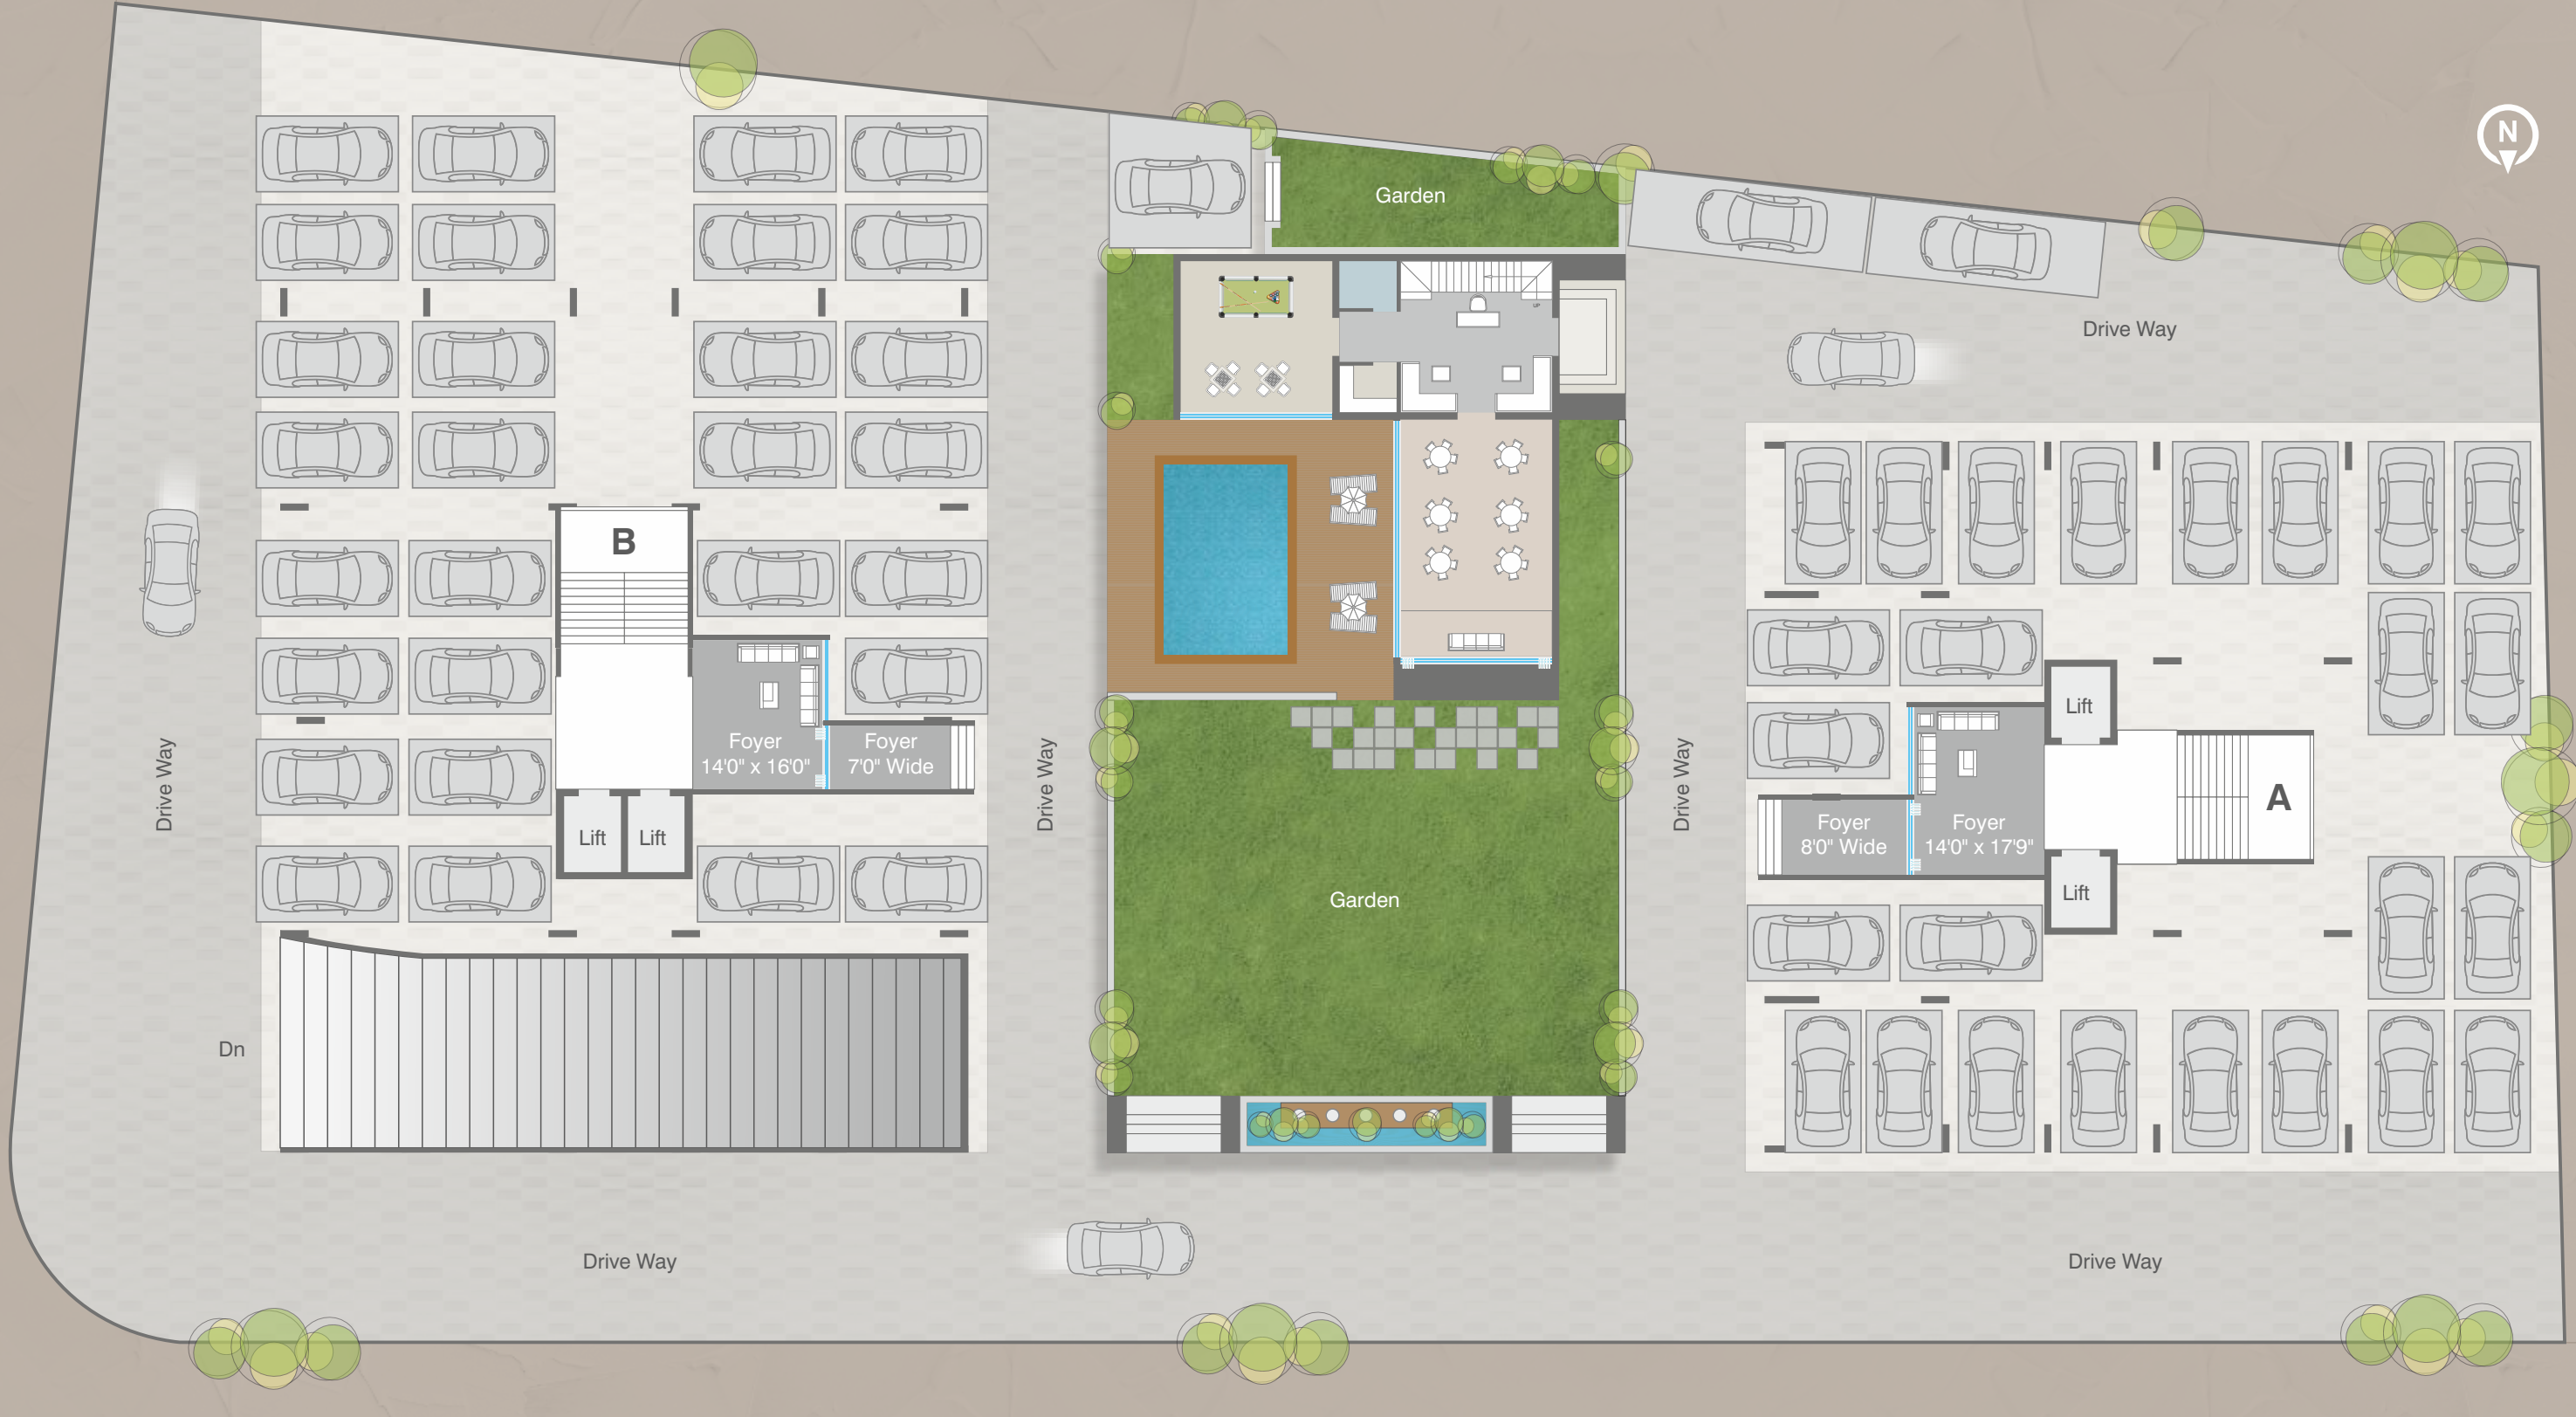 N
Garden
Drive Way
B
Lift
Foyer
14'0" x 16'0"
Foyer
7'0" Wide
Drive Way
Drive Way
Drive Way
A
Foyer
8'0" Wide
Foyer
14'0" x 17'9"
Lift
Lift
Lift
Garden
Dn
Drive Way
Drive Way
UP